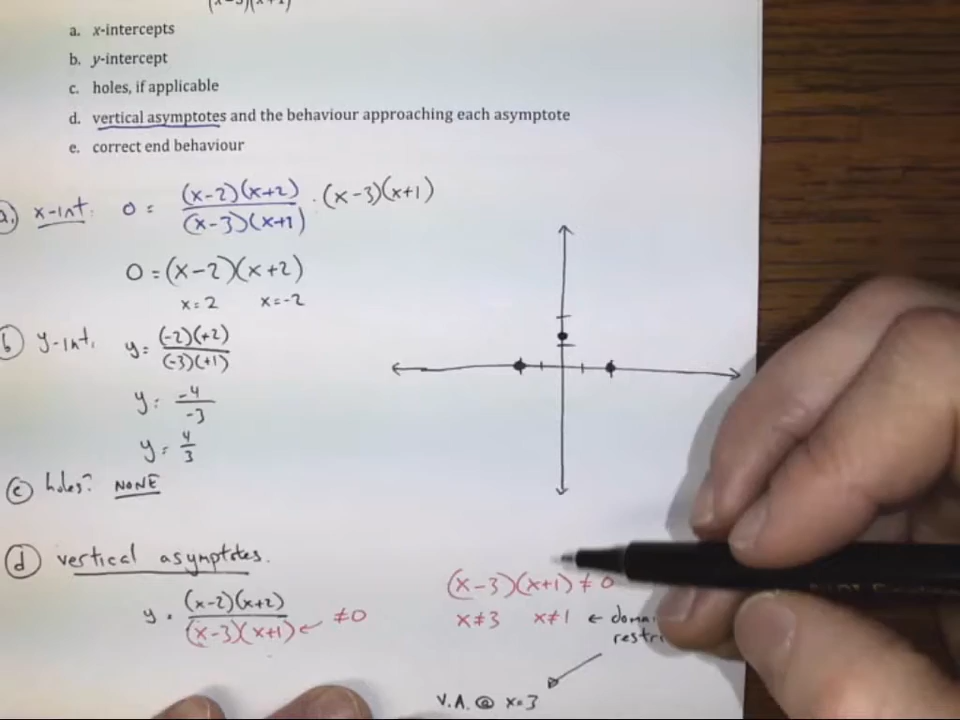 (x-3)(x+1)
a. x-intercepts
b. y-intercept
c. holes, if applicable
d. vertical asymptotes and the behaviour approaching each asymptote
e. correct end behaviour
a. x-int: 0 = (x-2)(x+2) / (x-3)(x+1) · (x-3)(x+1)
0 = (x-2)(x+2)
x=2 x=-2
b) y-int. y= (-2)(+2) / (-3)(+1)
y= -4 / -3
y= 4/3
c holes? NONE
d vertical asymptotes.
y = (x-2)(x+2) / (x-3)(x+1) ← ≠0
(x-3)(x+1) ≠ 0
x≠3 x≠1 ←
V.A. @ x=3